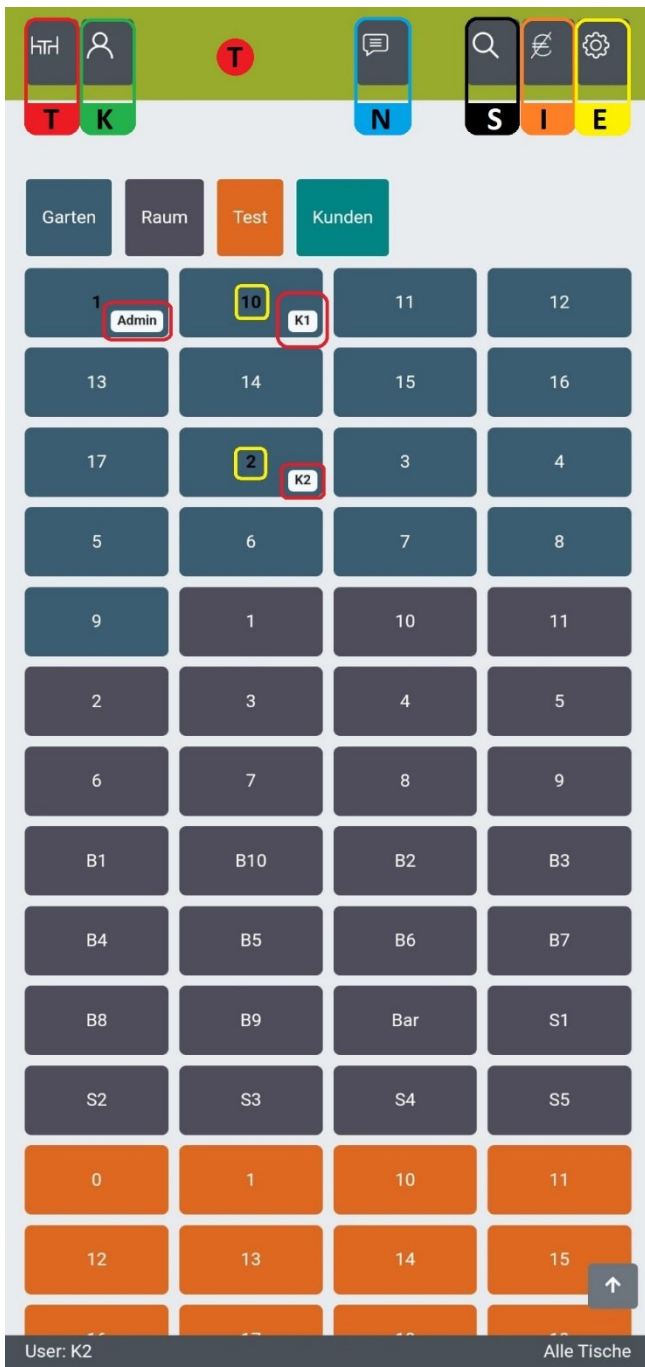 T
T K N S I E
Garten Raum Test Kunden
1 Admin 10 K1 11 12
13 14 15 16
17 2 K2 3 4
5 6 7 8
9 1 10 11
2 3 4 5
6 7 8 9
B1 B10 B2 B3
B4 B5 B6 B7
B8 B9 Bar S1
S2 S3 S4 S5
0 1 10 11
12 13 14 15
User: K2 Alle Tische